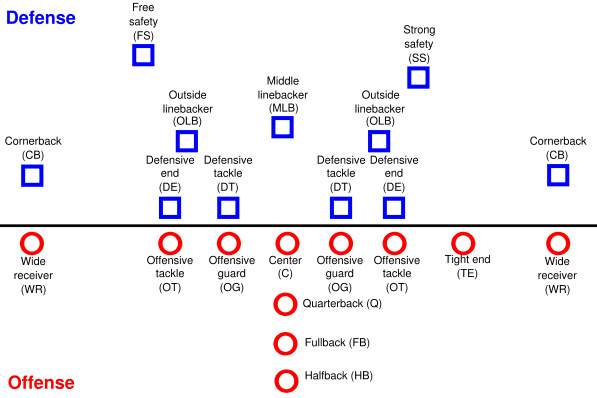 Defense
Free
safety
(FS)
Strong
safety
(SS)
Outside
linebacker
(OLB)
Middle
linebacker
(MLB)
Outside
linebacker
(OLB)
Cornerback
(CB)
Defensive
end
(DE)
Defensive
tackle
(DT)
Defensive
tackle
(DT)
Defensive
end
(DE)
Cornerback
(CB)
Wide
receiver
(WR)
Offensive
tackle
(OT)
Offensive
guard
(OG)
Center
(C)
Offensive
guard
(OG)
Offensive
tackle
(OT)
Tight end
(TE)
Wide
receiver
(WR)
Quarterback (Q)
Fullback (FB)
Halfback (HB)
Offense